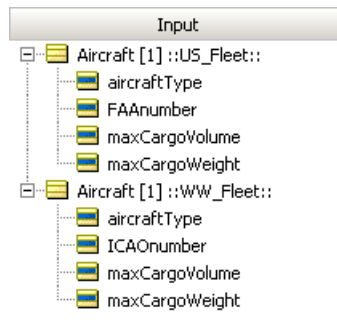 Input
Aircraft [1] ::US_Fleet::
aircraftType
FAAnumber
maxCargoVolume
maxCargoWeight
Aircraft [1] ::WW_Fleet::
aircraftType
ICAOnumber
maxCargoVolume
maxCargoWeight